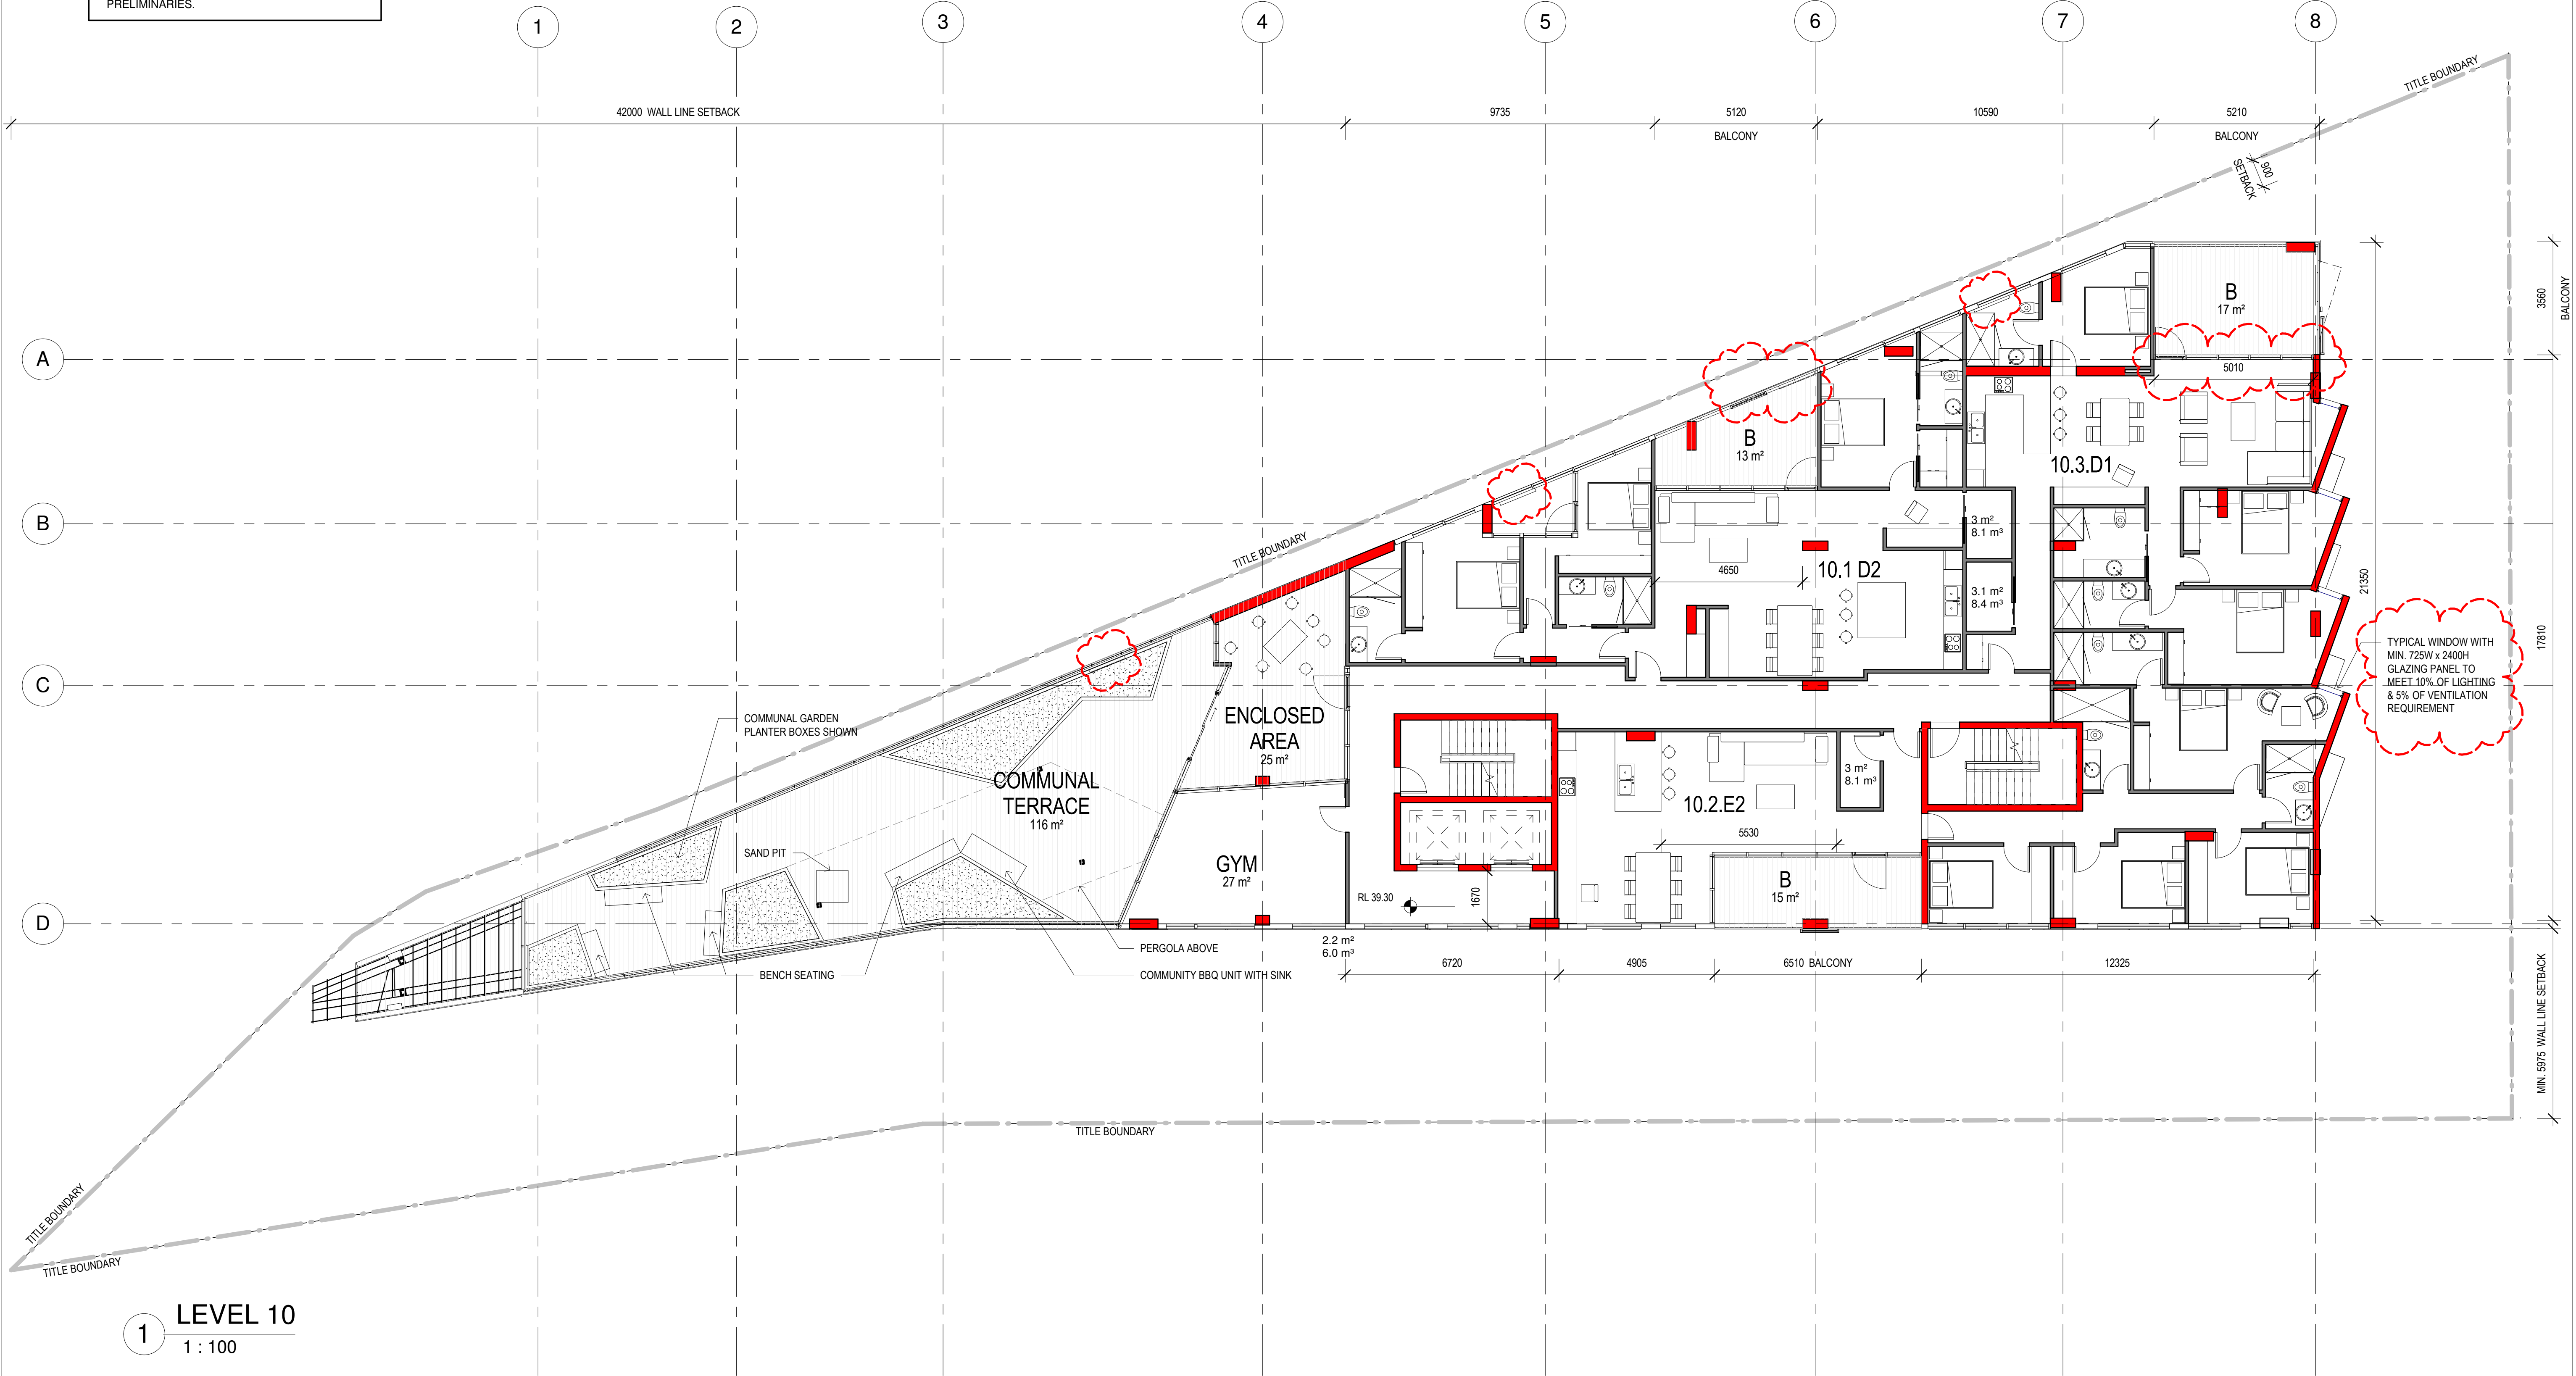 PRELIMINARIES.
1
2
3
4
5
6
7
8
TITLE BOUNDARY
42000 WALL LINE SETBACK
9735
5120
BALCONY
10590
5210
BALCONY
900
SETBACK
3560
BALCONY
B
17 m²
A
5010
B
13 m²
10.3.D1
B
3 m²
8.1 m³
TITLE BOUNDARY
4650
10.1 D2
3.1 m²
8.4 m³
21350
17810
TYPICAL WINDOW WITH
MIN. 725W x 2400H
GLAZING PANEL TO
MEET 10% OF LIGHTING
& 5% OF VENTILATION
REQUIREMENT
C
COMMUNAL GARDEN
PLANTER BOXES SHOWN
ENCLOSED
AREA
25 m²
COMMUNAL
TERRACE
116 m²
3 m²
8.1 m³
10.2.E2
5530
SAND PIT
GYM
27 m²
B
15 m²
RL 39.30
1670
D
PERGOLA ABOVE
2.2 m²
6.0 m³
BENCH SEATING
COMMUNITY BBQ UNIT WITH SINK
6720
4905
6510 BALCONY
12325
MIN. 5975 WALL LINE SETBACK
TITLE BOUNDARY
TITLE BOUNDARY
TITLE BOUNDARY
1
LEVEL 10
1 : 100